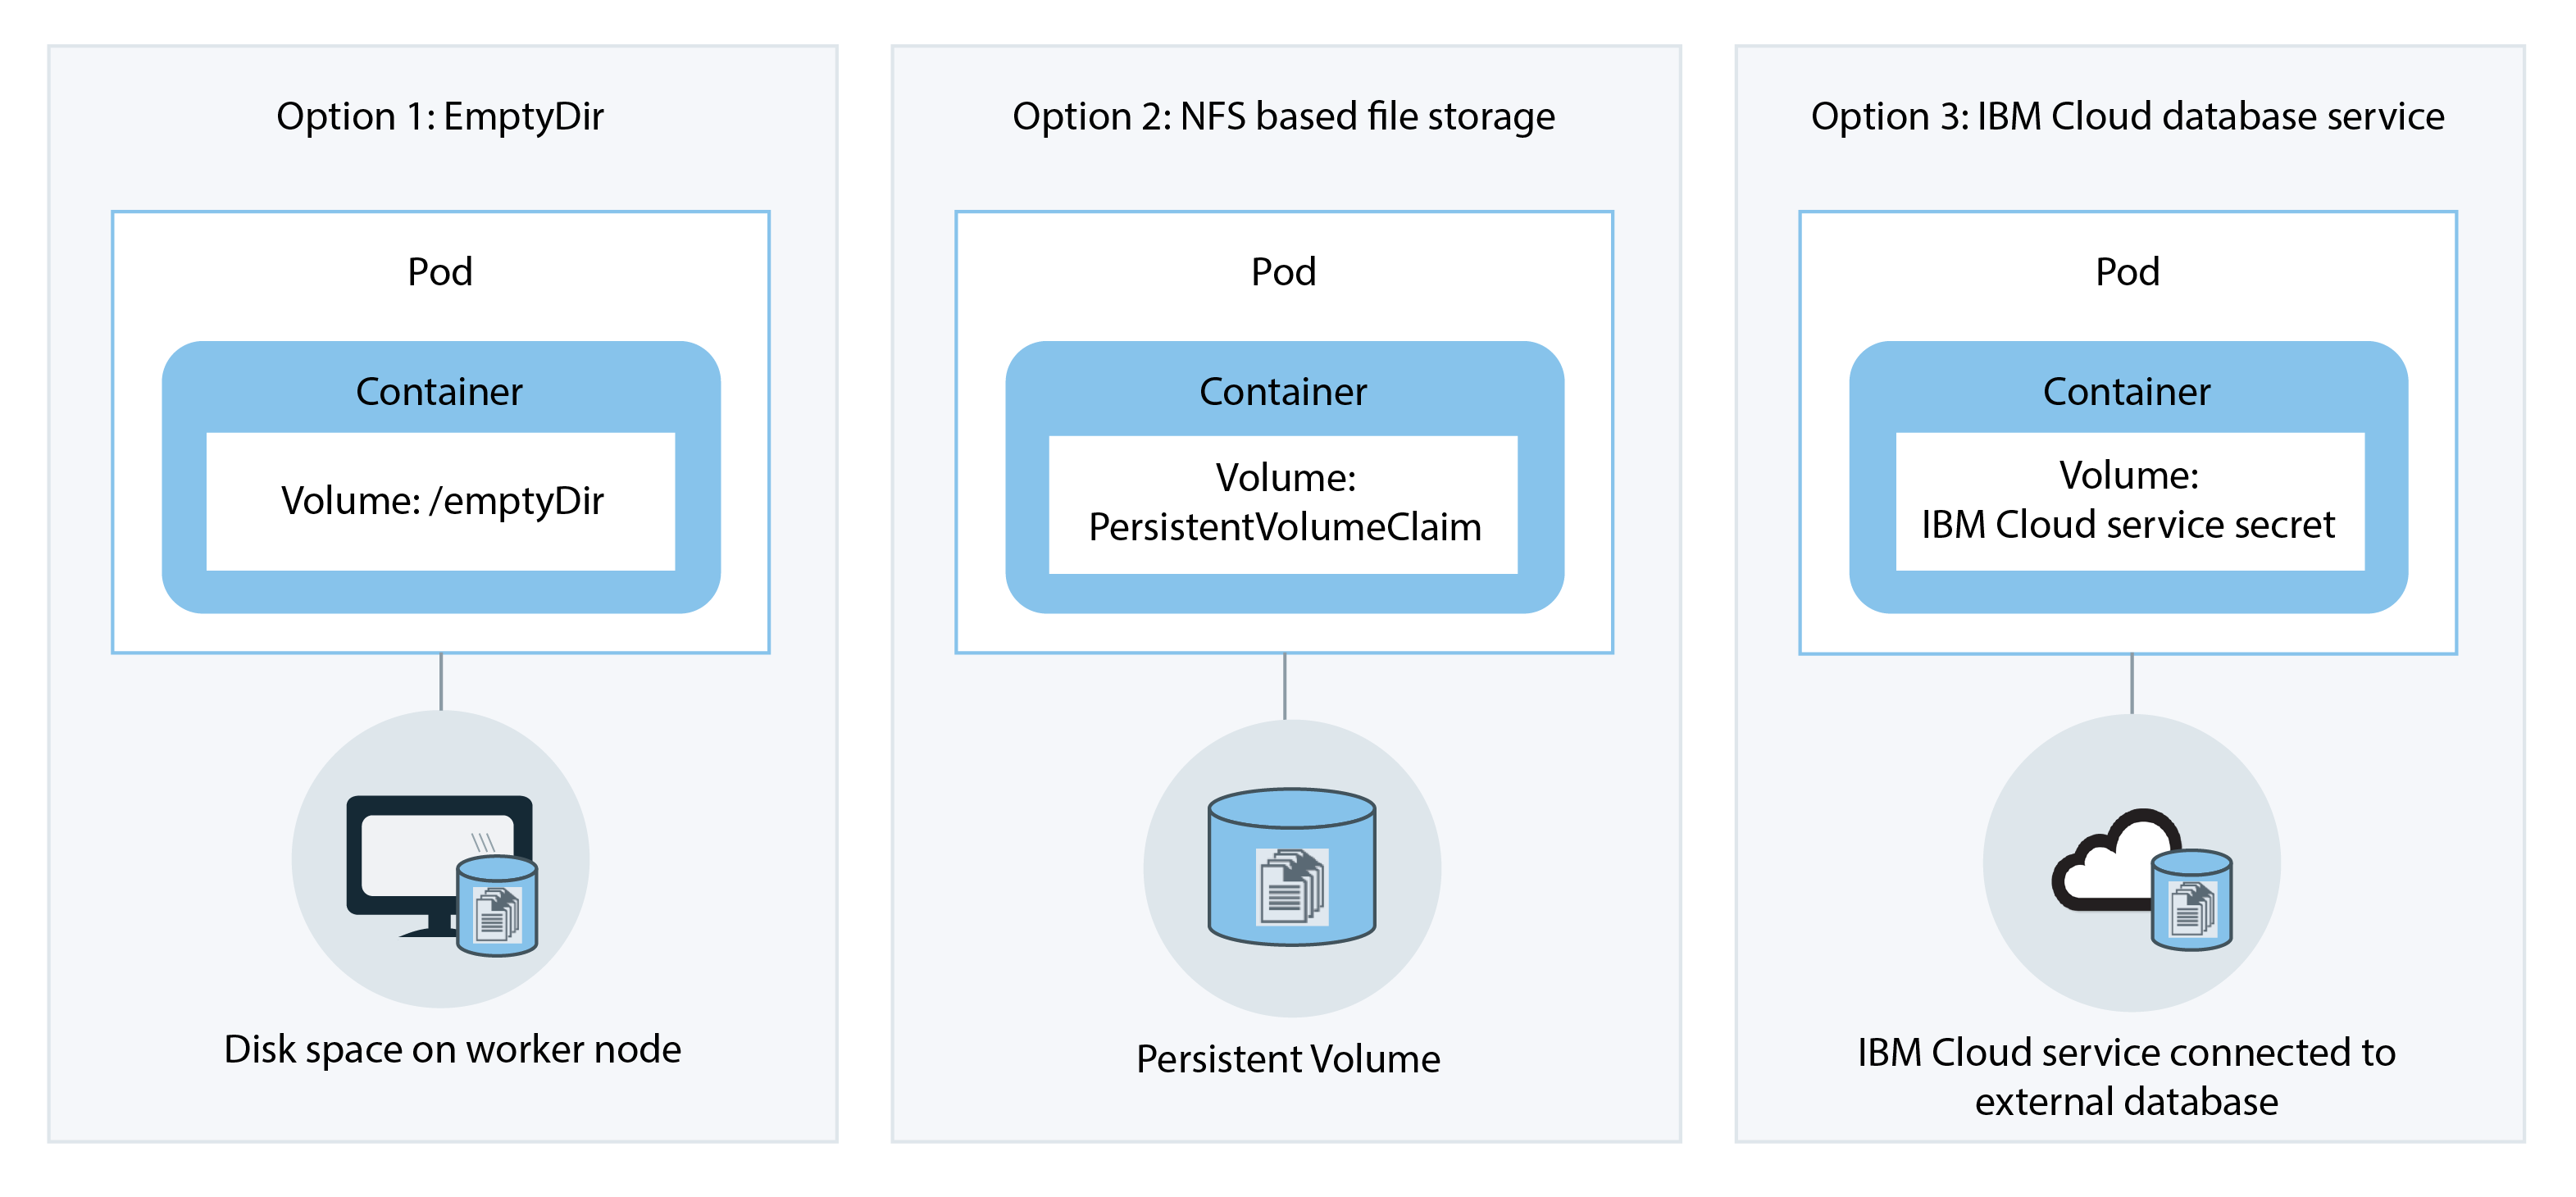 Option 1: EmptyDir
Pod
Container
Volume: /emptyDir
Disk space on worker node
Option 2: NFS based file storage
Pod
Container
Volume:
PersistentVolumeClaim
Persistent Volume
Option 3: IBM Cloud database service
Pod
Container
Volume:
IBM Cloud service secret
IBM Cloud service connected to
external database